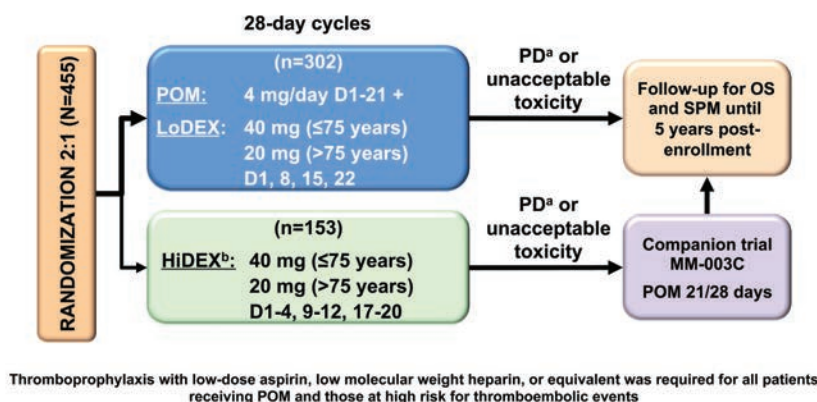 28-day cycles
RANDOMIZATION 2:1 (N=455)
(n=302)
POM: 4 mg/day D1-21 +
LoDEX: 40 mg (≤75 years)
20 mg (>75 years)
D1, 8, 15, 22
PDᵃ or
unacceptable
toxicity
Follow-up for OS
and SPM until
5 years post-
enrollment
(n=153)
HiDEXᵇ: 40 mg (≤75 years)
20 mg (>75 years)
D1-4, 9-12, 17-20
PDᵃ or
unacceptable
toxicity
Companion trial
MM-003C
POM 21/28 days
Thromboprophylaxis with low-dose aspirin, low molecular weight heparin, or equivalent was required for all patients
receiving POM and those at high risk for thromboembolic events